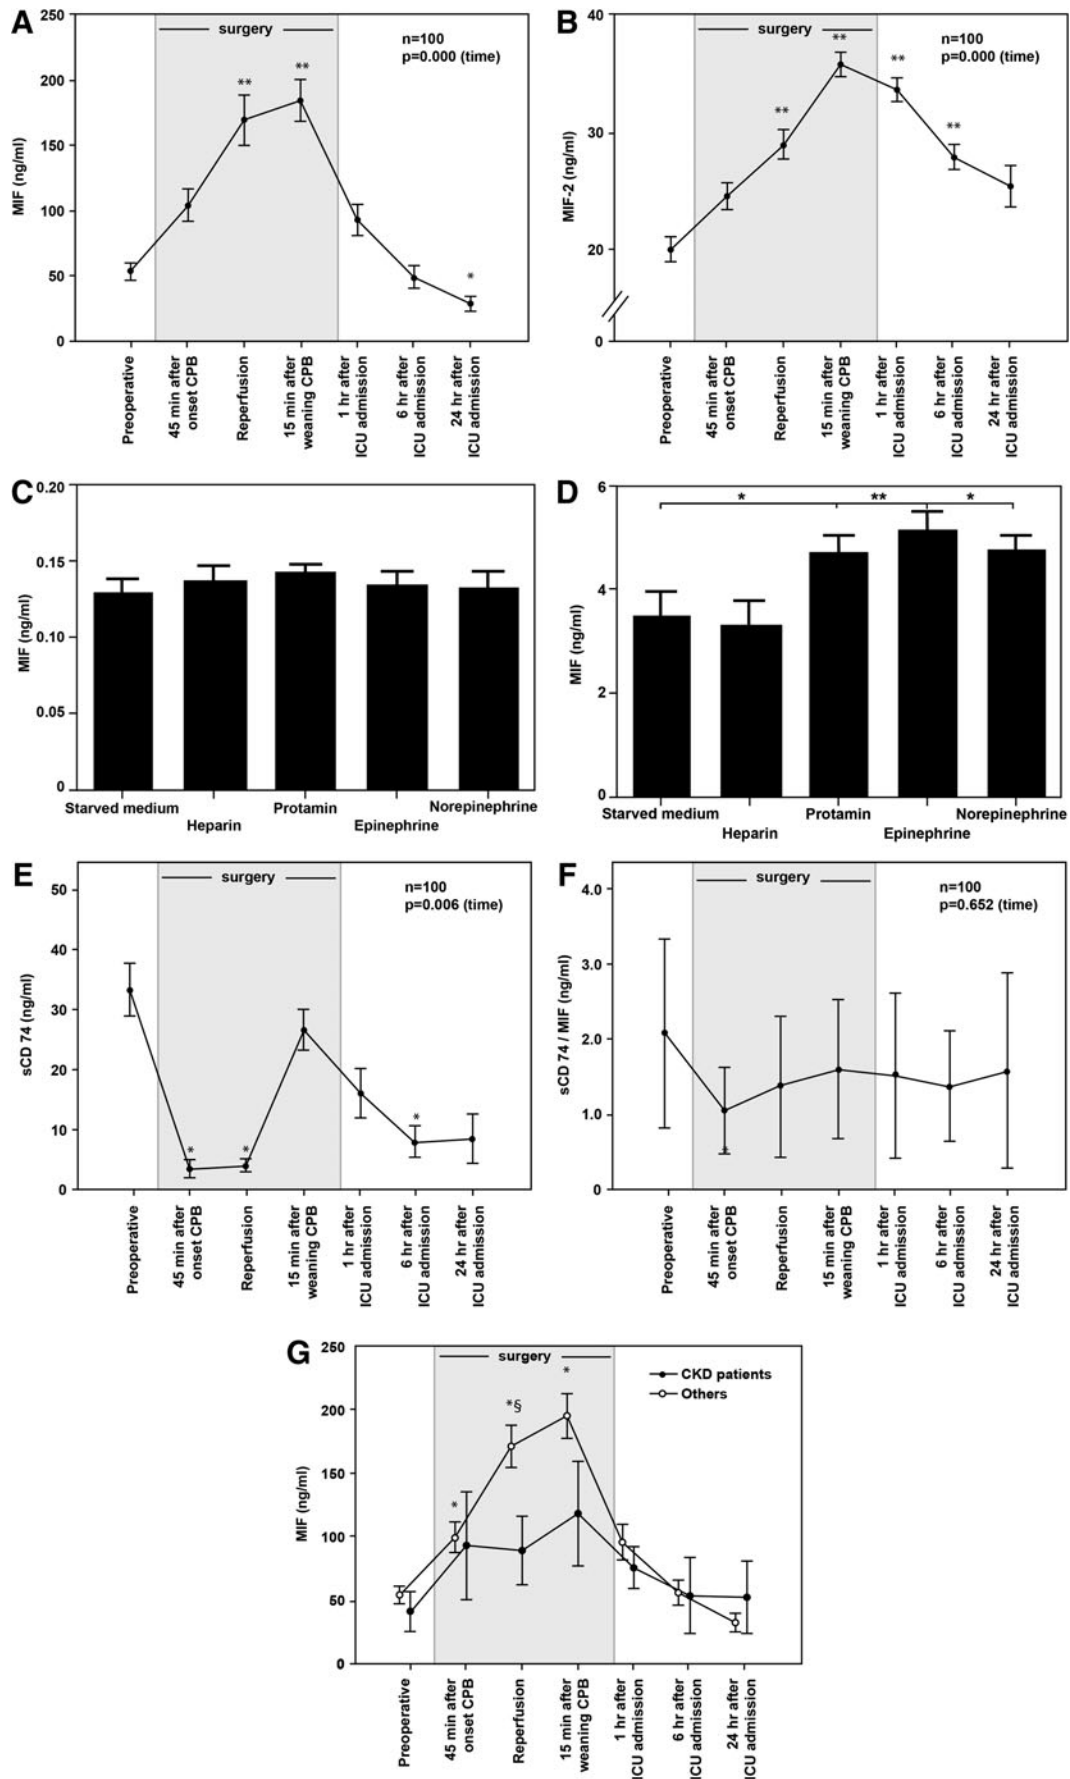 A
250
200
150
100
50
0
MIF (ng/ml)
surgery
n=100
p=0.000 (time)
**
**
*
Preoperative
45 min after
onset CPB
Reperfusion
15 min after
weaning CPB
1 hr after
ICU admission
6 hr after
ICU admission
24 hr after
ICU admission
B
40
30
20
0
MIF-2 (ng/ml)
surgery
n=100
p=0.000 (time)
**
**
**
**
Preoperative
45 min after
onset CPB
Reperfusion
15 min after
weaning CPB
1 hr after
ICU admission
6 hr after
ICU admission
24 hr after
ICU admission
C
0.20
0.15
0.10
0.05
0
MIF (ng/ml)
Starved medium
Heparin
Protamin
Epinephrine
Norepinephrine
D
6
4
2
0
MIF (ng/ml)
*
**
*
Starved medium
Heparin
Protamin
Epinephrine
Norepinephrine
E
50
40
30
20
10
0
sCD 74 (ng/ml)
surgery
n=100
p=0.006 (time)
*
*
*
Preoperative
45 min after
onset CPB
Reperfusion
15 min after
weaning CPB
1 hr after
ICU admission
6 hr after
ICU admission
24 hr after
ICU admission
F
4.0
3.0
2.0
1.0
0
sCD 74 / MIF (ng/ml)
surgery
n=100
p=0.652 (time)
*
Preoperative
45 min after
onset CPB
Reperfusion
15 min after
weaning CPB
1 hr after
ICU admission
6 hr after
ICU admission
24 hr after
ICU admission
G
250
200
150
100
50
0
MIF (ng/ml)
surgery
CKD patients
Others
*
*§
*
Preoperative
45 min after
onset CPB
Reperfusion
15 min after
weaning CPB
1 hr after
ICU admission
6 hr after
ICU admission
24 hr after
ICU admission